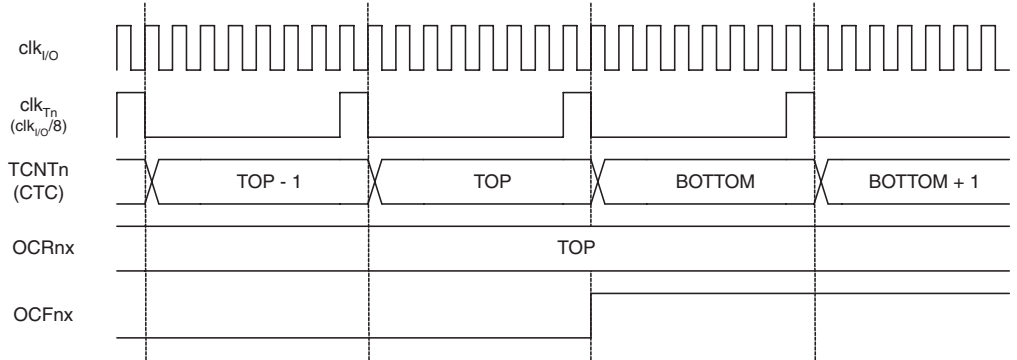 clkI/O
clkTn
(clkI/O/8)
TCNTn
(CTC)
TOP - 1
TOP
BOTTOM
BOTTOM + 1
OCRnx
TOP
OCFnx